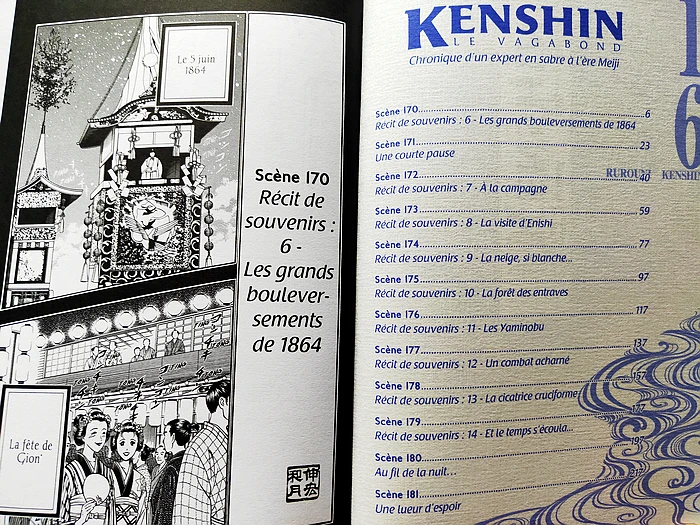 Le 5 juin
1864
La fête de
Gion*
Scène 170
Récit de
souvenirs :
6 -
Les grands
boulever-
sements
de 1864
伸宏
和月
KENSHIN
LE VAGABOND
Chronique d'un expert en sabre à l'ère Meiji
16
KENSHIN
Scène 170 6
Récit de souvenirs : 6 - Les grands bouleversements de 1864
Scène 171 23
Une courte pause
Scène 172 40
Récit de souvenirs : 7 - À la campagne
Scène 173 59
Récit de souvenirs : 8 - La visite d'Enishi
Scène 174 77
Récit de souvenirs : 9 - La neige, si blanche...
Scène 175 97
Récit de souvenirs : 10 - La forêt des entraves
Scène 176 117
Récit de souvenirs : 11 - Les Yaminobu
Scène 177 137
Récit de souvenirs : 12 - Un combat acharné
Scène 178 157
Récit de souvenirs : 13 - La cicatrice cruciforme
Scène 179 177
Récit de souvenirs : 14 - Et le temps s'écoula...
Scène 180 197
Au fil de la nuit...
Scène 181 217
Une lueur d'espoir